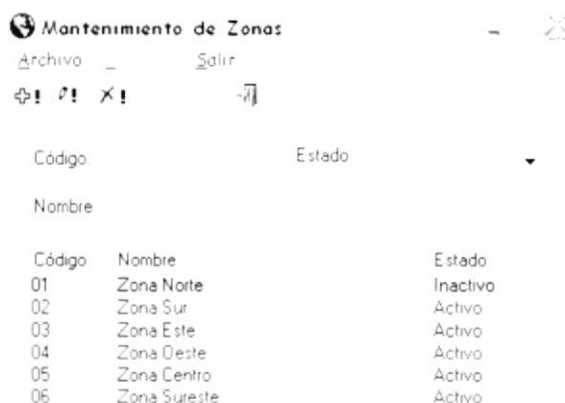 Mantenimiento de Zonas
Archivo _ Salir
Código Estado
Nombre
Código Nombre Estado
01 Zona Norte Inactivo
02 Zona Sur Activo
03 Zona Este Activo
04 Zona Oeste Activo
05 Zona Centro Activo
06 Zona Sureste Activo